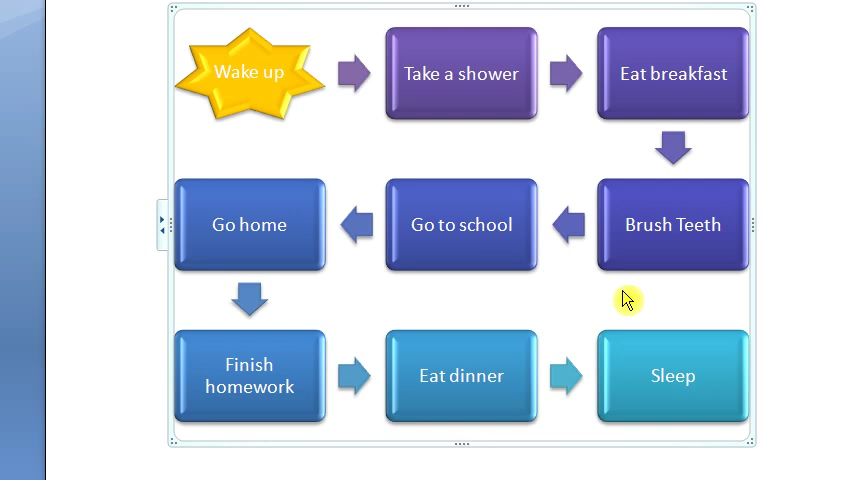 Wake up
Take a shower
Eat breakfast
Brush Teeth
Go to school
Go home
Finish
homework
Eat dinner
Sleep